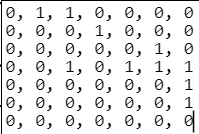 0, 1, 1, 0, 0, 0, 0
0, 0, 0, 1, 0, 0, 0
0, 0, 0, 0, 0, 1, 0
0, 0, 1, 0, 1, 1, 1
0, 0, 0, 0, 0, 0, 1
0, 0, 0, 0, 0, 0, 1
0, 0, 0, 0, 0, 0, 0